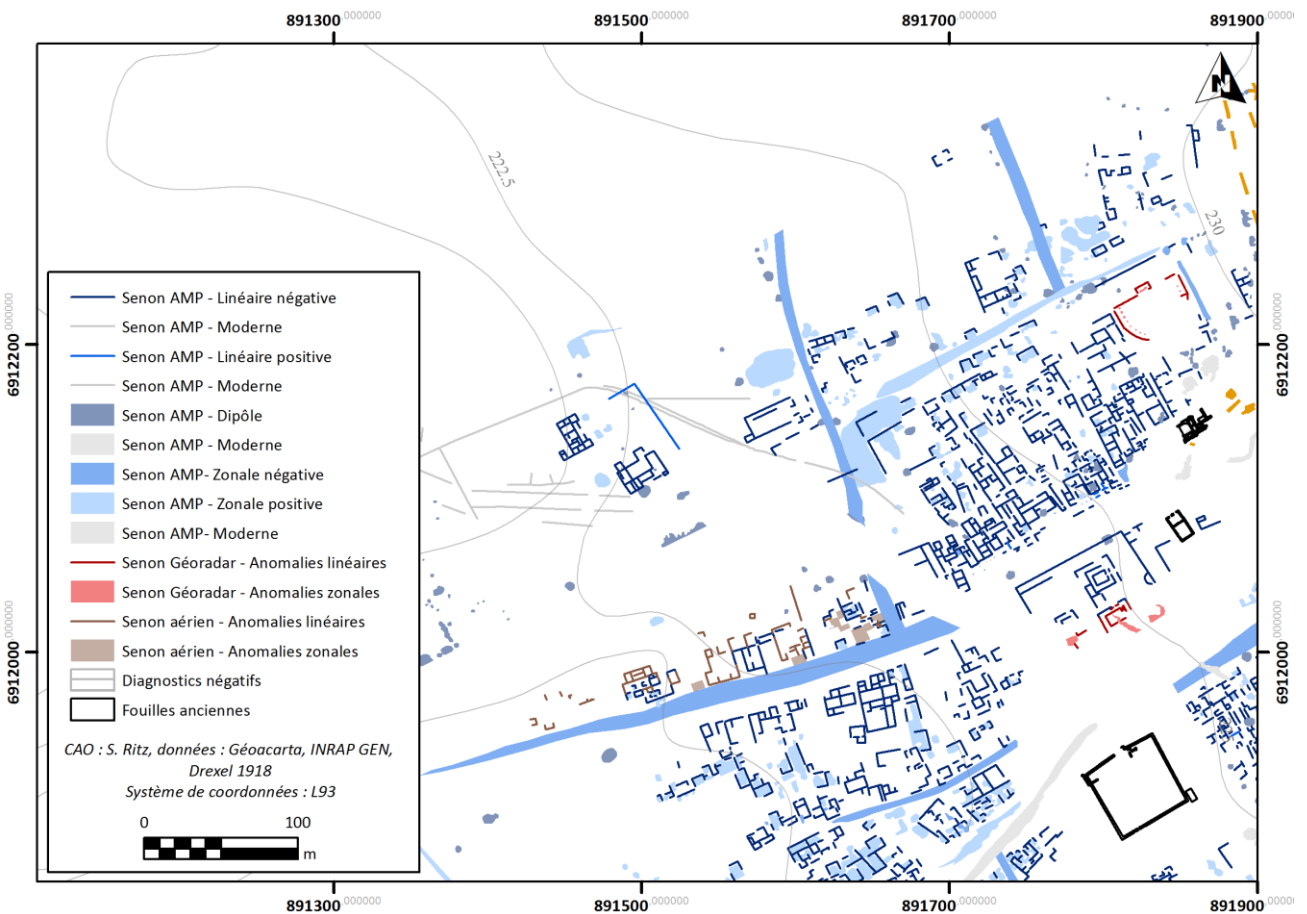 891300.000000 891500.000000 891700.000000 891900.00000
N
222.5
230
6912200.000000
6912200.000000
6912000.000000
6912000.000000
Senon AMP - Linéaire négative
Senon AMP - Moderne
Senon AMP - Linéaire positive
Senon AMP - Moderne
Senon AMP - Dipôle
Senon AMP - Moderne
Senon AMP- Zonale négative
Senon AMP - Zonale positive
Senon AMP- Moderne
Senon Géoradar - Anomalies linéaires
Senon Géoradar - Anomalies zonales
Senon aérien - Anomalies linéaires
Senon aérien - Anomalies zonales
Diagnostics négatifs
Fouilles anciennes
CAO : S. Ritz, données : Géoacarta, INRAP GEN,
Drexel 1918
Système de coordonnées : L93
0 100
m
891300.000000 891500.000000 891700.000000 891900.00000